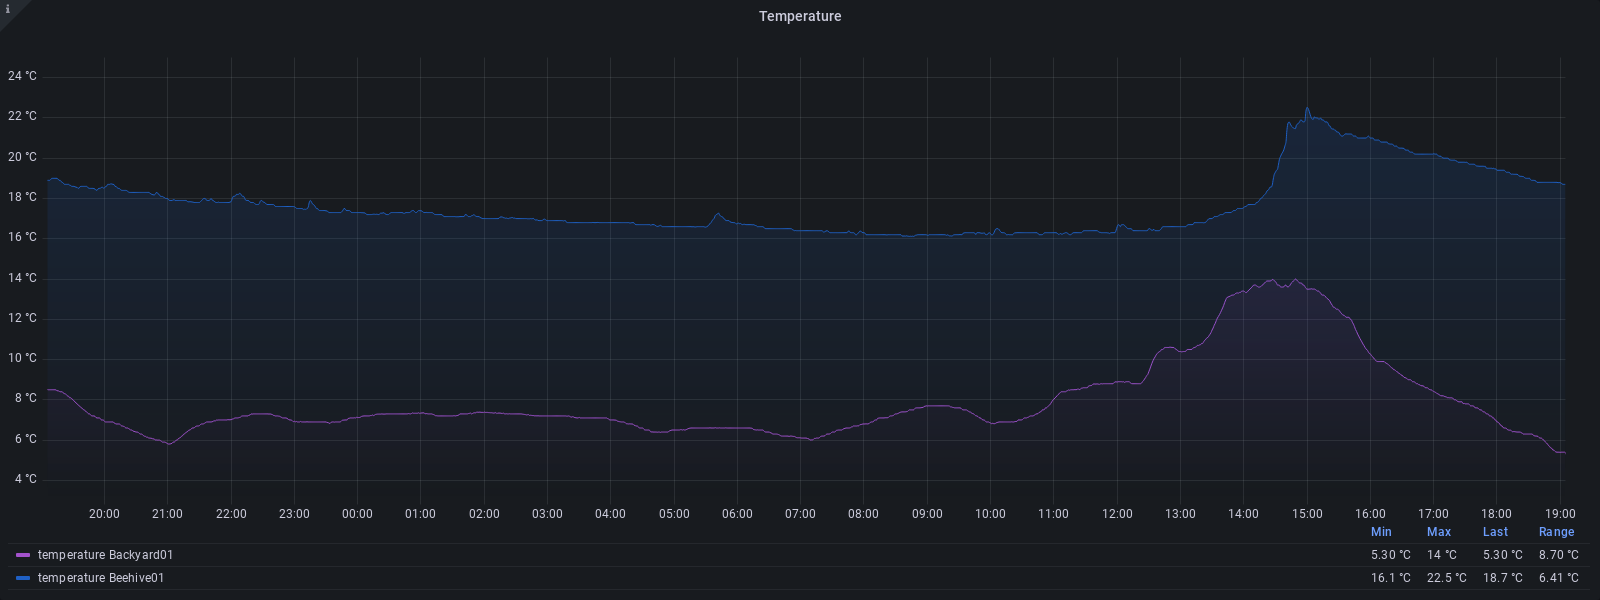 i
Temperature
24 °C
22 °C
20 °C
18 °C
16 °C
14 °C
12 °C
10 °C
8 °C
6 °C
4 °C
20:00 21:00 22:00 23:00 00:00 01:00 02:00 03:00 04:00 05:00 06:00 07:00 08:00 09:00 10:00 11:00 12:00 13:00 14:00 15:00 16:00 17:00 18:00 19:00
Min Max Last Range
temperature Backyard01 5.30 °C 14 °C 5.30 °C 8.70 °C
temperature Beehive01 16.1 °C 22.5 °C 18.7 °C 6.41 °C